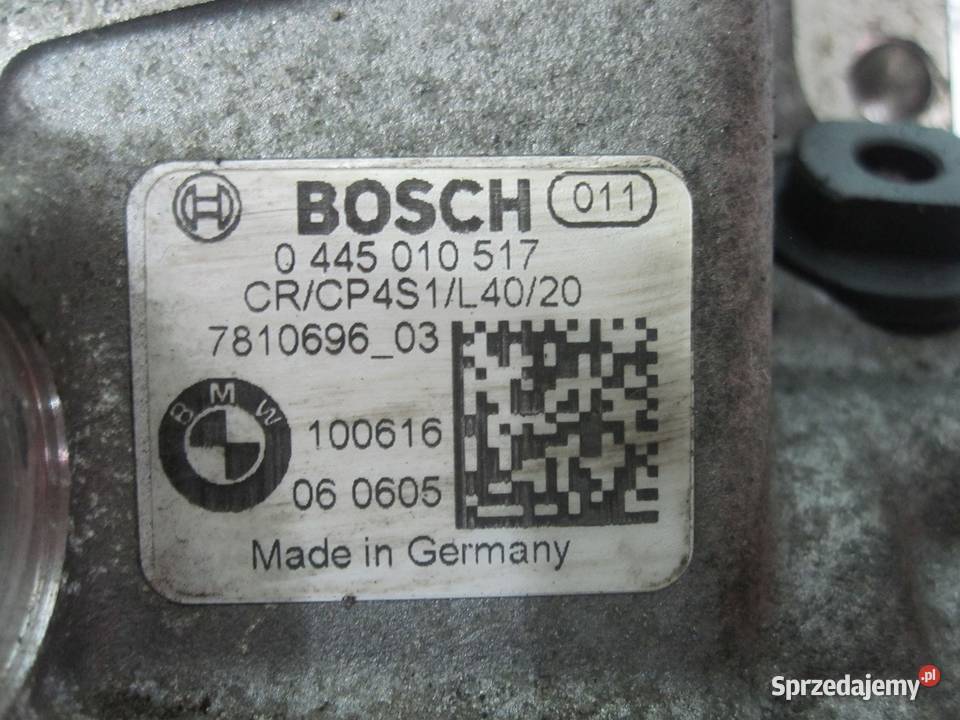 BOSCH 011
0 445 010 517
CR/CP4S1/L40/20
7810696_03
BMW
100616
06 0605
Made in Germany
Sprzedajemy.pl